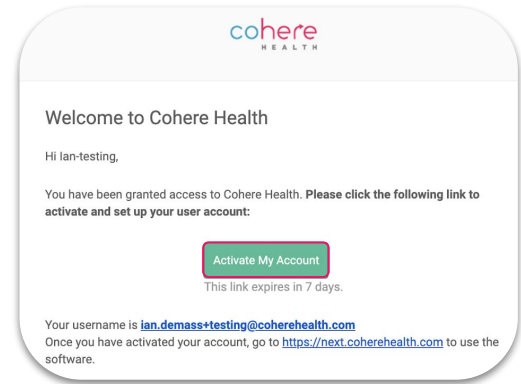 cohere
HEALTH
Welcome to Cohere Health
Hi Ian-testing,
You have been granted access to Cohere Health. Please click the following link to
activate and set up your user account:
Activate My Account
This link expires in 7 days.
Your username is ian.demass+testing@coherehealth.com
Once you have activated your account, go to https://next.coherehealth.com to use the
software.